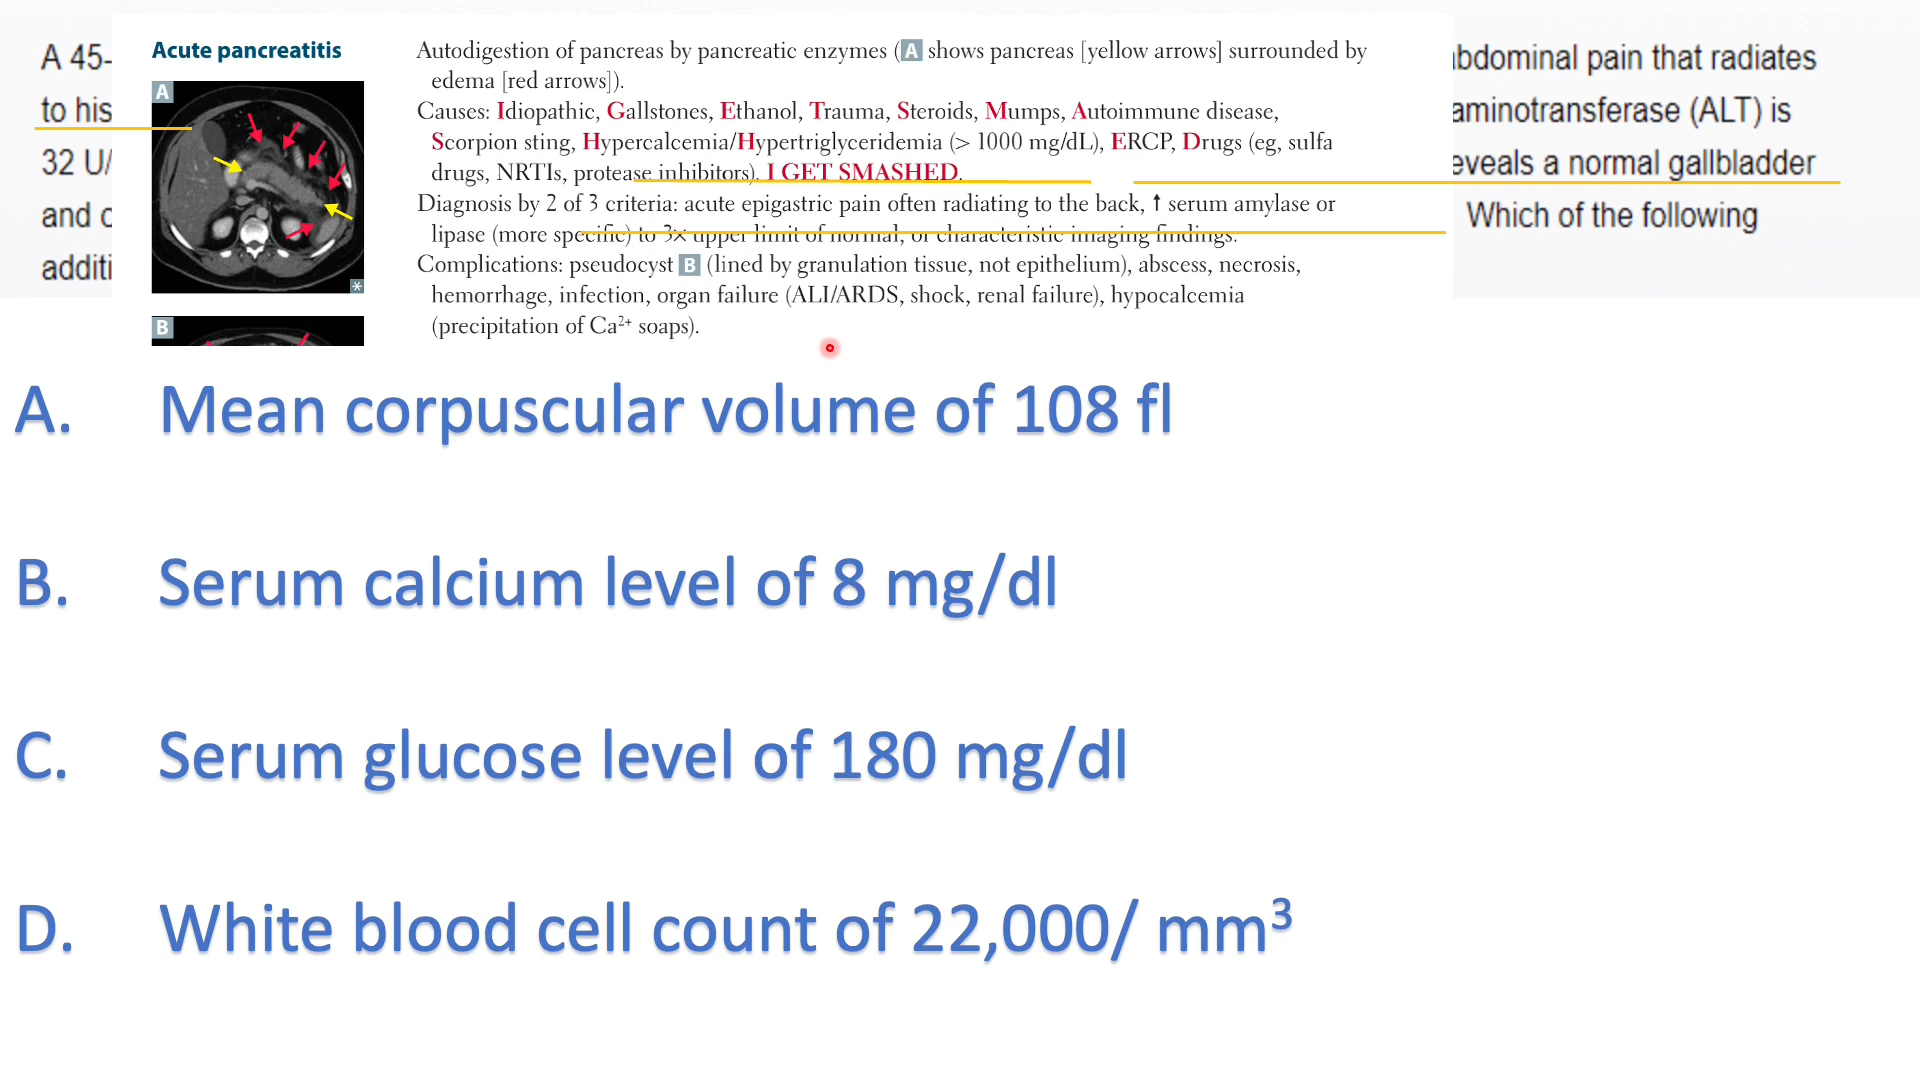 A 45-
to his
32 U/
and c
additi
Acute pancreatitis
A
B
Autodigestion of pancreas by pancreatic enzymes (A shows pancreas [yellow arrows] surrounded by
edema [red arrows]).
Causes: Idiopathic, Gallstones, Ethanol, Trauma, Steroids, Mumps, Autoimmune disease,
Scorpion sting, Hypercalcemia/Hypertriglyceridemia (> 1000 mg/dL), ERCP, Drugs (eg, sulfa
drugs, NRTIs, protease inhibitors). I GET SMASHED.
Diagnosis by 2 of 3 criteria: acute epigastric pain often radiating to the back, ↑ serum amylase or
lipase (more specific) to 3× upper limit of normal, or characteristic imaging findings.
Complications: pseudocyst B (lined by granulation tissue, not epithelium), abscess, necrosis,
hemorrhage, infection, organ failure (ALI/ARDS, shock, renal failure), hypocalcemia
(precipitation of Ca²⁺ soaps).
bdominal pain that radiates
aminotransferase (ALT) is
eveals a normal gallbladder
Which of the following
A. Mean corpuscular volume of 108 fl
B. Serum calcium level of 8 mg/dl
C. Serum glucose level of 180 mg/dl
D. White blood cell count of 22,000/ mm³